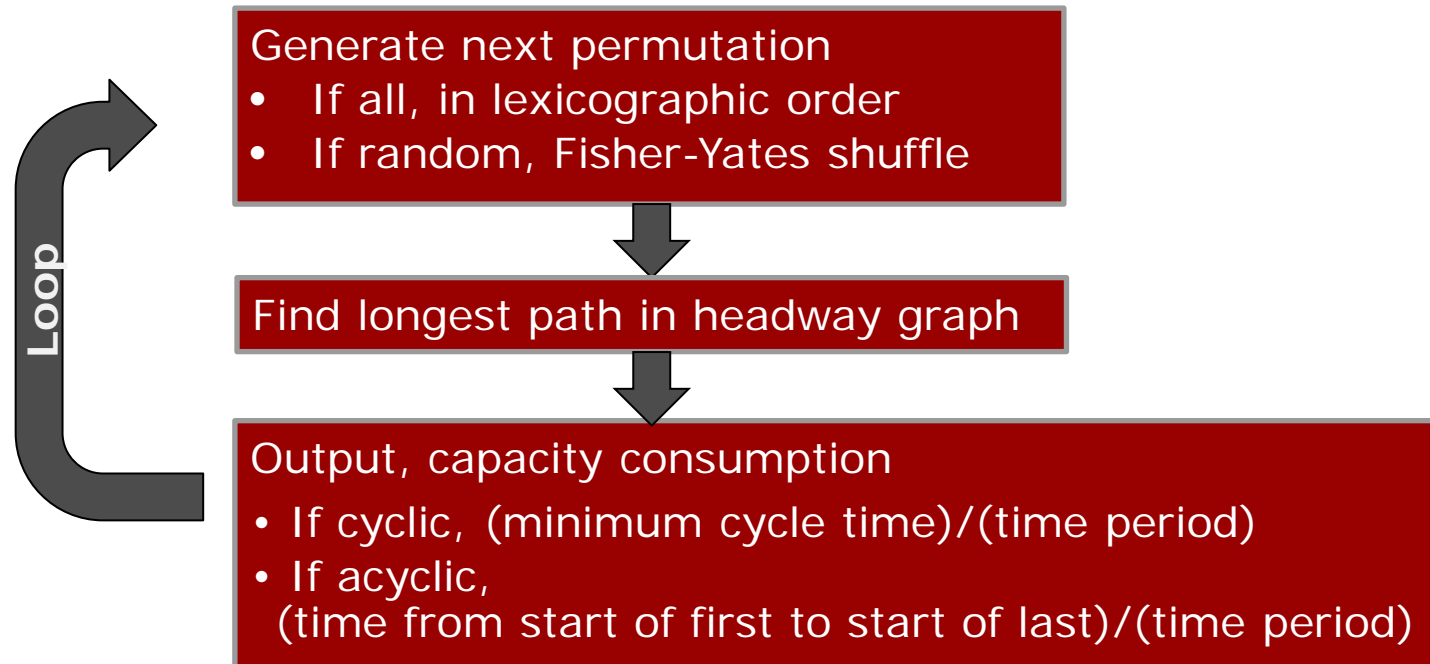 Loop
Generate next permutation
• If all, in lexicographic order
• If random, Fisher-Yates shuffle
Find longest path in headway graph
Output, capacity consumption
• If cyclic, (minimum cycle time)/(time period)
• If acyclic,
(time from start of first to start of last)/(time period)